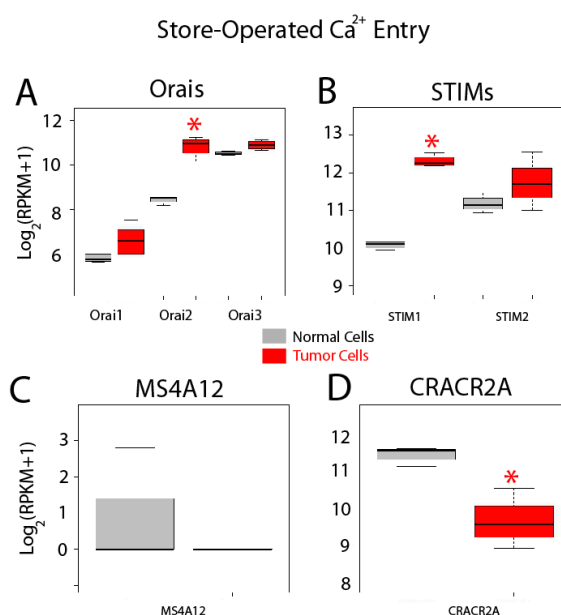 Store-Operated Ca²⁺ Entry
A
Orais
Log₂(RPKM+1)
12
*
10
8
6
Orai1 Orai2 Orai3
B
STIMs
13
*
12
11
10
9
STIM1 STIM2
Normal Cells
Tumor Cells
C
MS4A12
Log₂(RPKM+1)
3
2
1
0
MS4A12
D
CRACR2A
12
11
*
10
9
8
CRACR2A